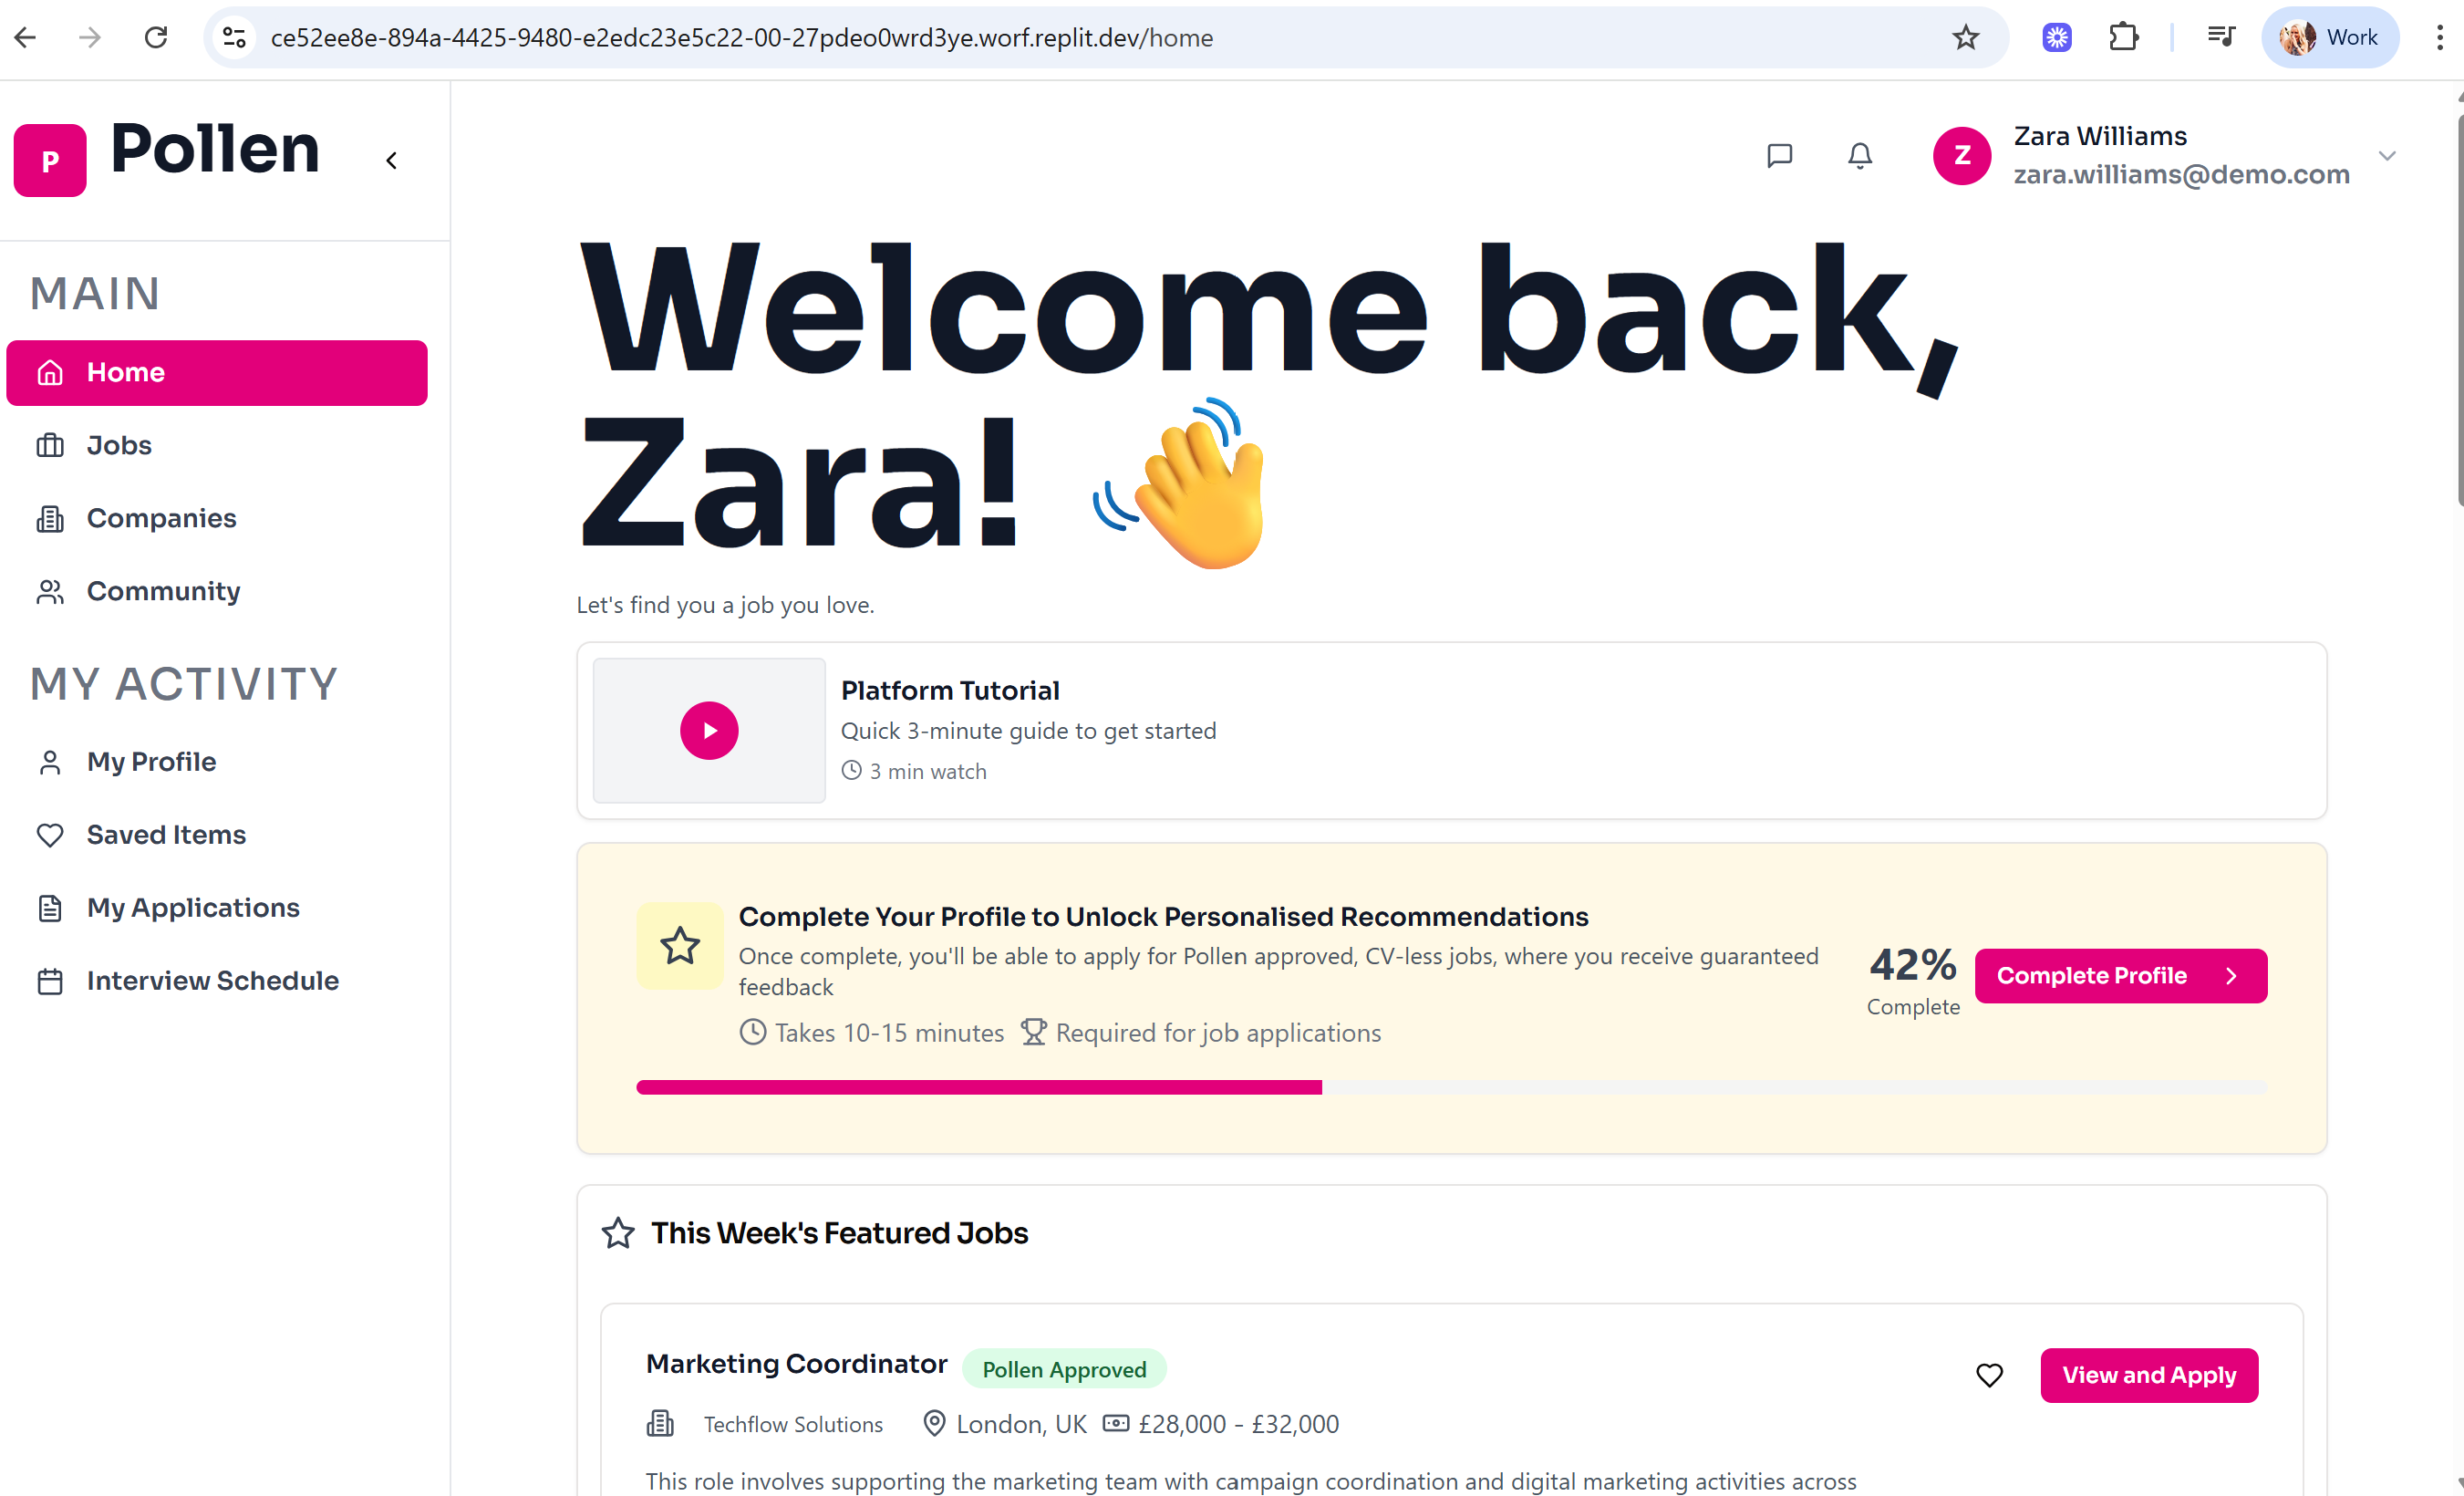 ce52ee8e-894a-4425-9480-e2edc23e5c22-00-27pdeo0wrd3ye.worf.replit.dev/home
Work
P
Pollen
Z
Zara Williams
zara.williams@demo.com
MAIN
Home
Jobs
Companies
Community
MY ACTIVITY
My Profile
Saved Items
My Applications
Interview Schedule
Welcome back,
Zara!
Let's find you a job you love.
Platform Tutorial
Quick 3-minute guide to get started
3 min watch
Complete Your Profile to Unlock Personalised Recommendations
Once complete, you'll be able to apply for Pollen approved, CV-less jobs, where you receive guaranteed
feedback
Takes 10-15 minutes Required for job applications
42%
Complete
Complete Profile
This Week's Featured Jobs
Marketing Coordinator Pollen Approved
View and Apply
Techflow Solutions London, UK £28,000 - £32,000
This role involves supporting the marketing team with campaign coordination and digital marketing activities across